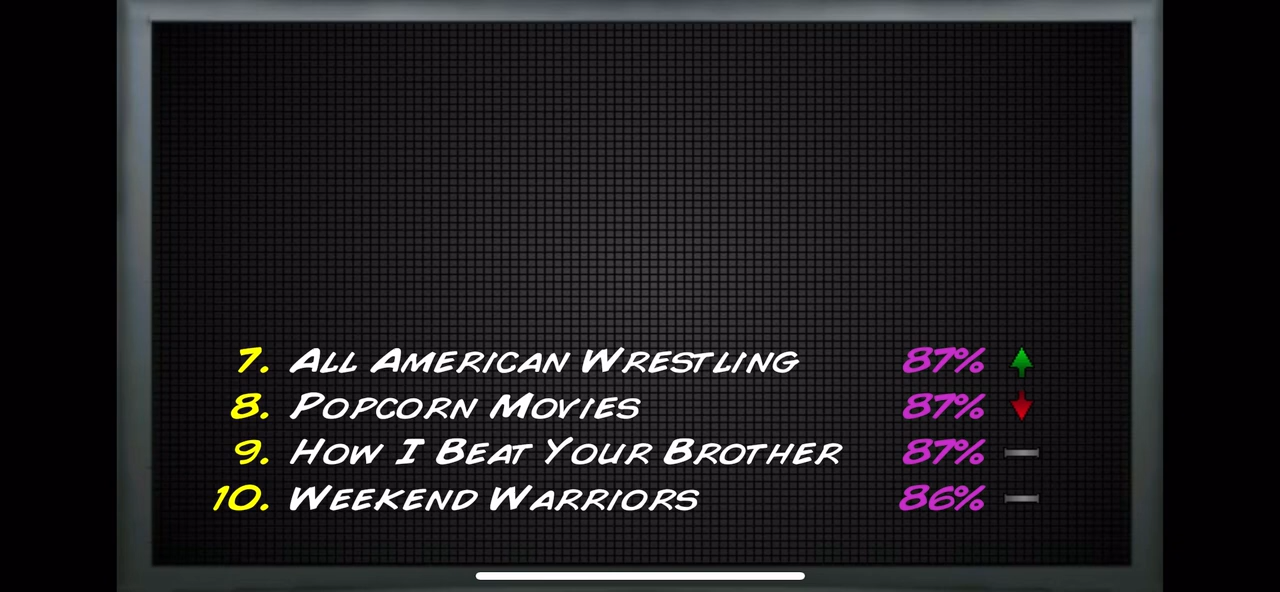 7. All American Wrestling 87%
8. Popcorn Movies 87%
9. How I Beat Your Brother 87%
10. Weekend Warriors 86%